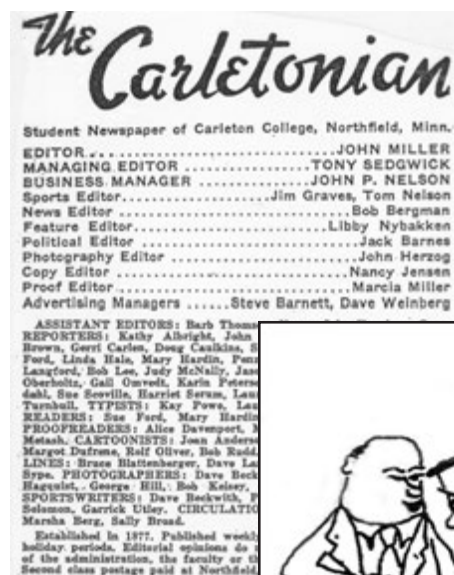 The
Carletonian
Student Newspaper of Carleton College, Northfield, Minn.
EDITOR..............................JOHN MILLER
MANAGING EDITOR ................TONY SEDGWICK
BUSINESS MANAGER ...............JOHN P. NELSON
Sports Editor....................Jim Graves, Tom Nelson
News Editor ..............................Bob Bergman
Feature Editor..........................Libby Nybakken
Political Editor ............................Jack Barnes
Photography Editor ........................John Herzog
Copy Editor ..............................Nancy Jensen
Proof Editor ..............................Marcia Miller
Advertising Managers ......Steve Barnett, Dave Weinberg
ASSISTANT EDITORS: Barb
REPORTERS: Kathy Albright, John
Brown, Gerri Carlen, Doug Caulkins, S
Ford, Linda Hale, Mary Hardin,
Langford, Bob Lee, Judy McNally,
Oberholtz, Gail Omvedt, Karin
dahl, Sue Scoville, Harriet Serum,
Turnbull. TYPISTS: Kay Powe,
READERS: Sue Ford, Mary
PROOFREADERS: Alice Davenport,
Metash. CARTOONISTS: Joan
Margot Dufrene, Rolf Oliver, Bob
LINES: Bruce Blattenberger, Dave
Sype. PHOTOGRAPHERS: Dave
Hagquist, George Hill, Bob Kelsey,
SPORTSWRITERS: Dave Beckwith, P
Solomon, Garrick Utley.
Marsha Berg, Sally Broad.
Established in 1877. Published
holiday periods. Editorial opinions do
of the administration, the faculty or
Second class postage paid at